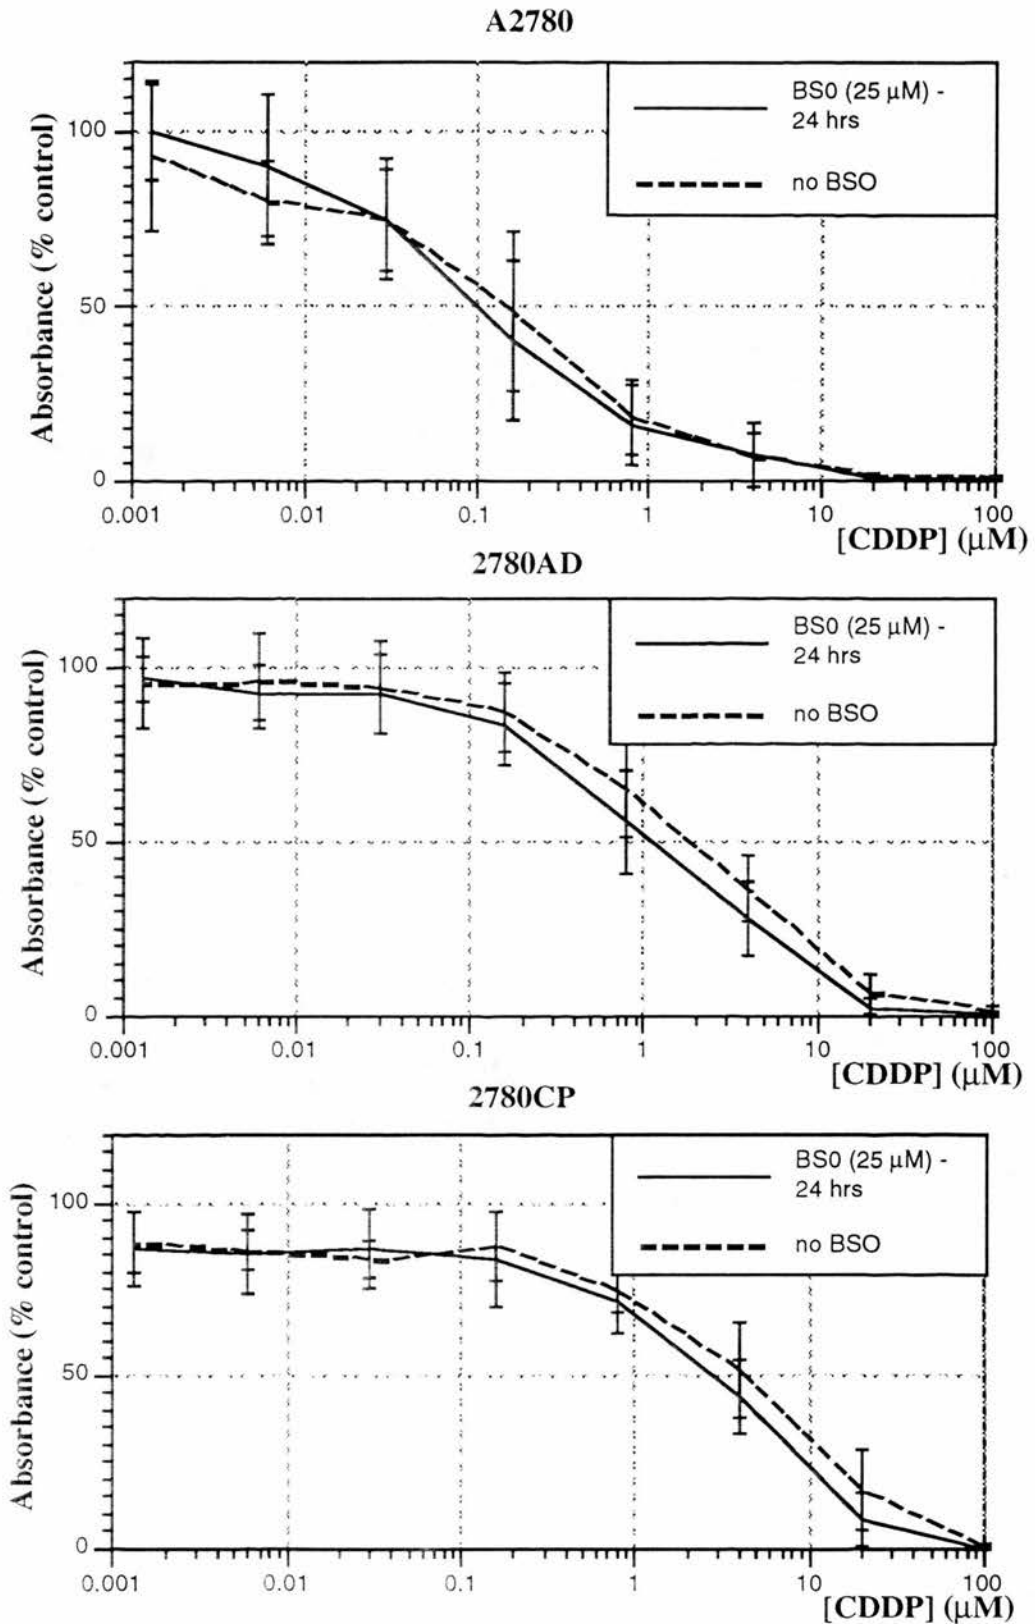 A2780
Absorbance (% control)
100
50
0
BS0 (25 µM) -
24 hrs
no BSO
0.001 0.01 0.1 1 10 100
[CDDP] (µM)
2780AD
Absorbance (% control)
100
50
0
BS0 (25 µM) -
24 hrs
no BSO
0.001 0.01 0.1 1 10 100
[CDDP] (µM)
2780CP
Absorbance (% control)
100
50
0
BS0 (25 µM) -
24 hrs
no BSO
0.001 0.01 0.1 1 10 100
[CDDP] (µM)